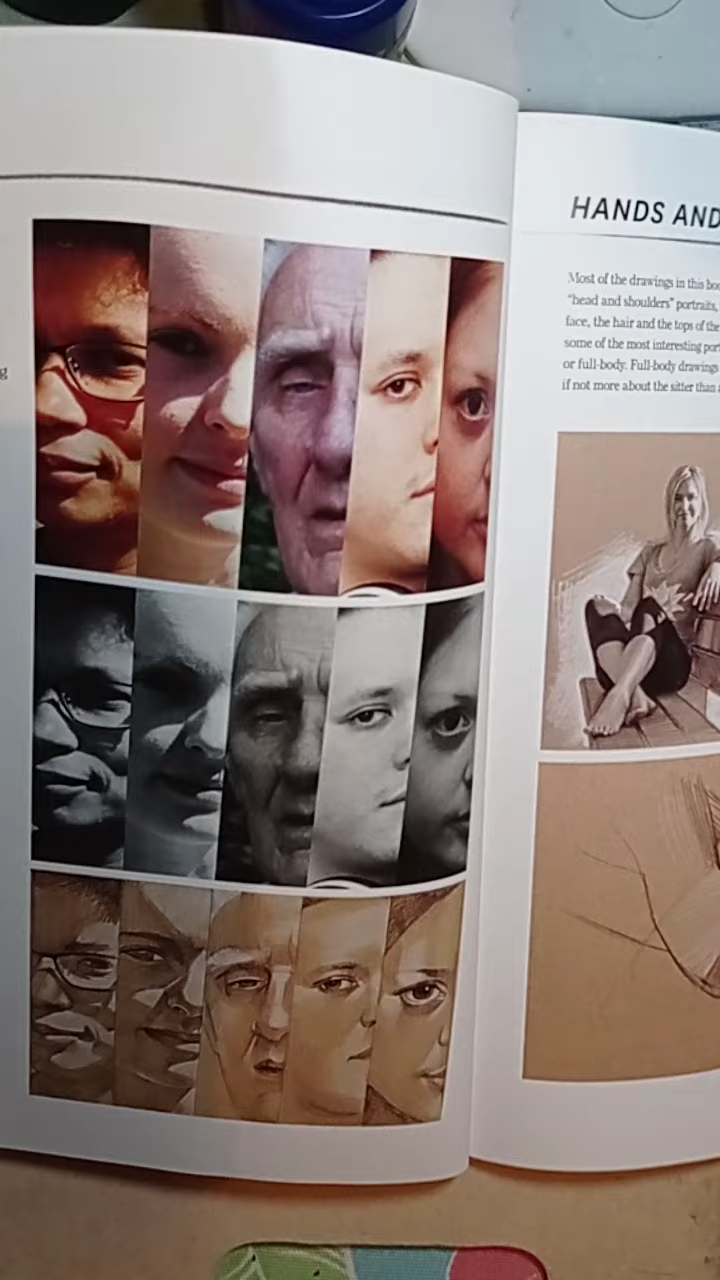 g
HANDS AND
Most of the drawings in this
"head and shoulders" portraits,
face, the hair and the tops of the
some of the most interesting
or full-body. Full-body drawings
if not more about the sitter than